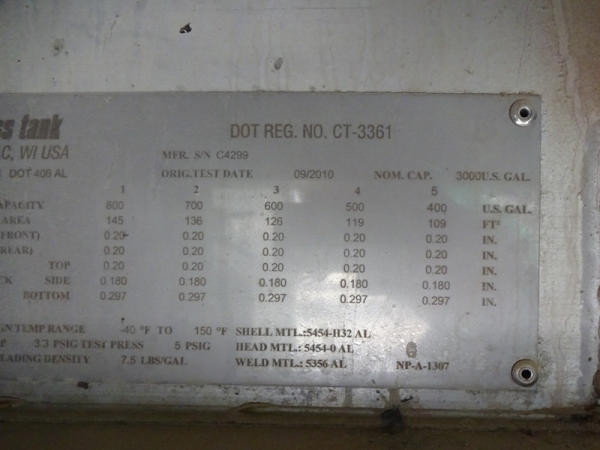 ss tank
DOT REG. NO. CT-3361
C, WI USA
MFR. S/N C4299
DOT 406 AL
ORIG.TEST DATE 09/2010 NOM. CAP. 3000U.S. GAL.
1 2 3 4 5
APACITY 800 700 600 500 400 U.S. GAL.
AREA 145 136 126 119 109 FT²
FRONT) 0.20 0.20 0.20 0.20 0.20 IN.
REAR) 0.20 0.20 0.20 0.20 0.20 IN.
TOP 0.20 0.20 0.20 0.20 0.20 IN.
CK SIDE 0.180 0.180 0.180 0.180 0.180 IN.
BOTTOM 0.297 0.297 0.297 0.297 0.297 IN.
GN TEMP RANGE -40 °F TO 150 °F SHELL MTL.:5454-H32 AL
P 3.3 PSIG TEST PRESS 5 PSIG HEAD MTL.: 5454-0 AL
LADING DENSITY 7.5 LBS/GAL WELD MTL.: 5356 AL NP-A-1307